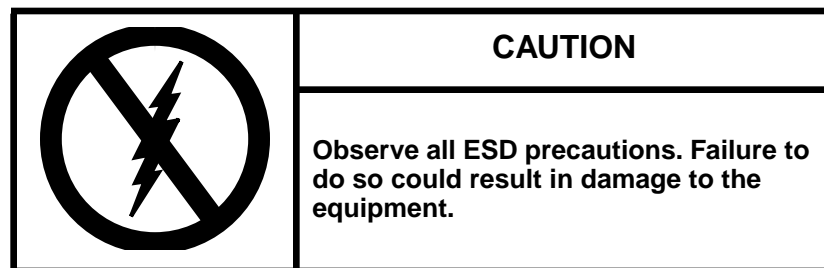 CAUTION
Observe all ESD precautions. Failure to
do so could result in damage to the
equipment.